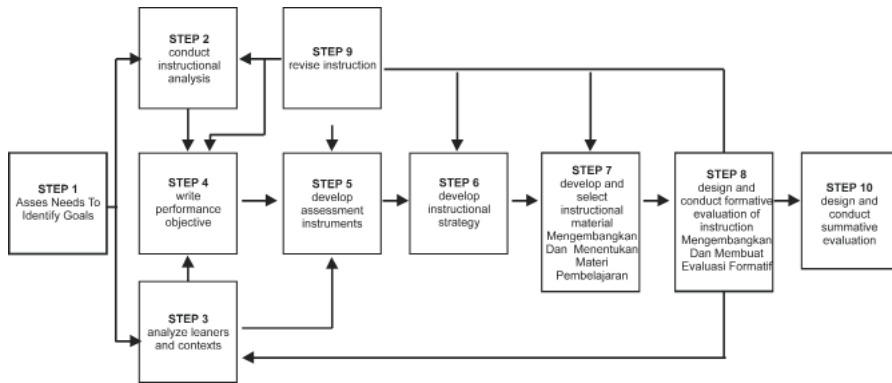 STEP 1
Asses Needs To
Identify Goals
STEP 2
conduct
instructional
analysis
STEP 9
revise instruction
STEP 4
write
performance
objective
STEP 3
analyze leaners
and contexts
STEP 5
develop
assessment
instruments
STEP 6
develop
instructional
strategy
STEP 7
develop and
select
instructional
material
Mengembangkan
Dan Menentukan
Materi
Pembelajaran
STEP 8
design and
conduct formative
evaluation of
instruction
Mengembangkan
Dan Membuat
Evaluasi Formatif
STEP 10
design and
conduct
summative
evaluation